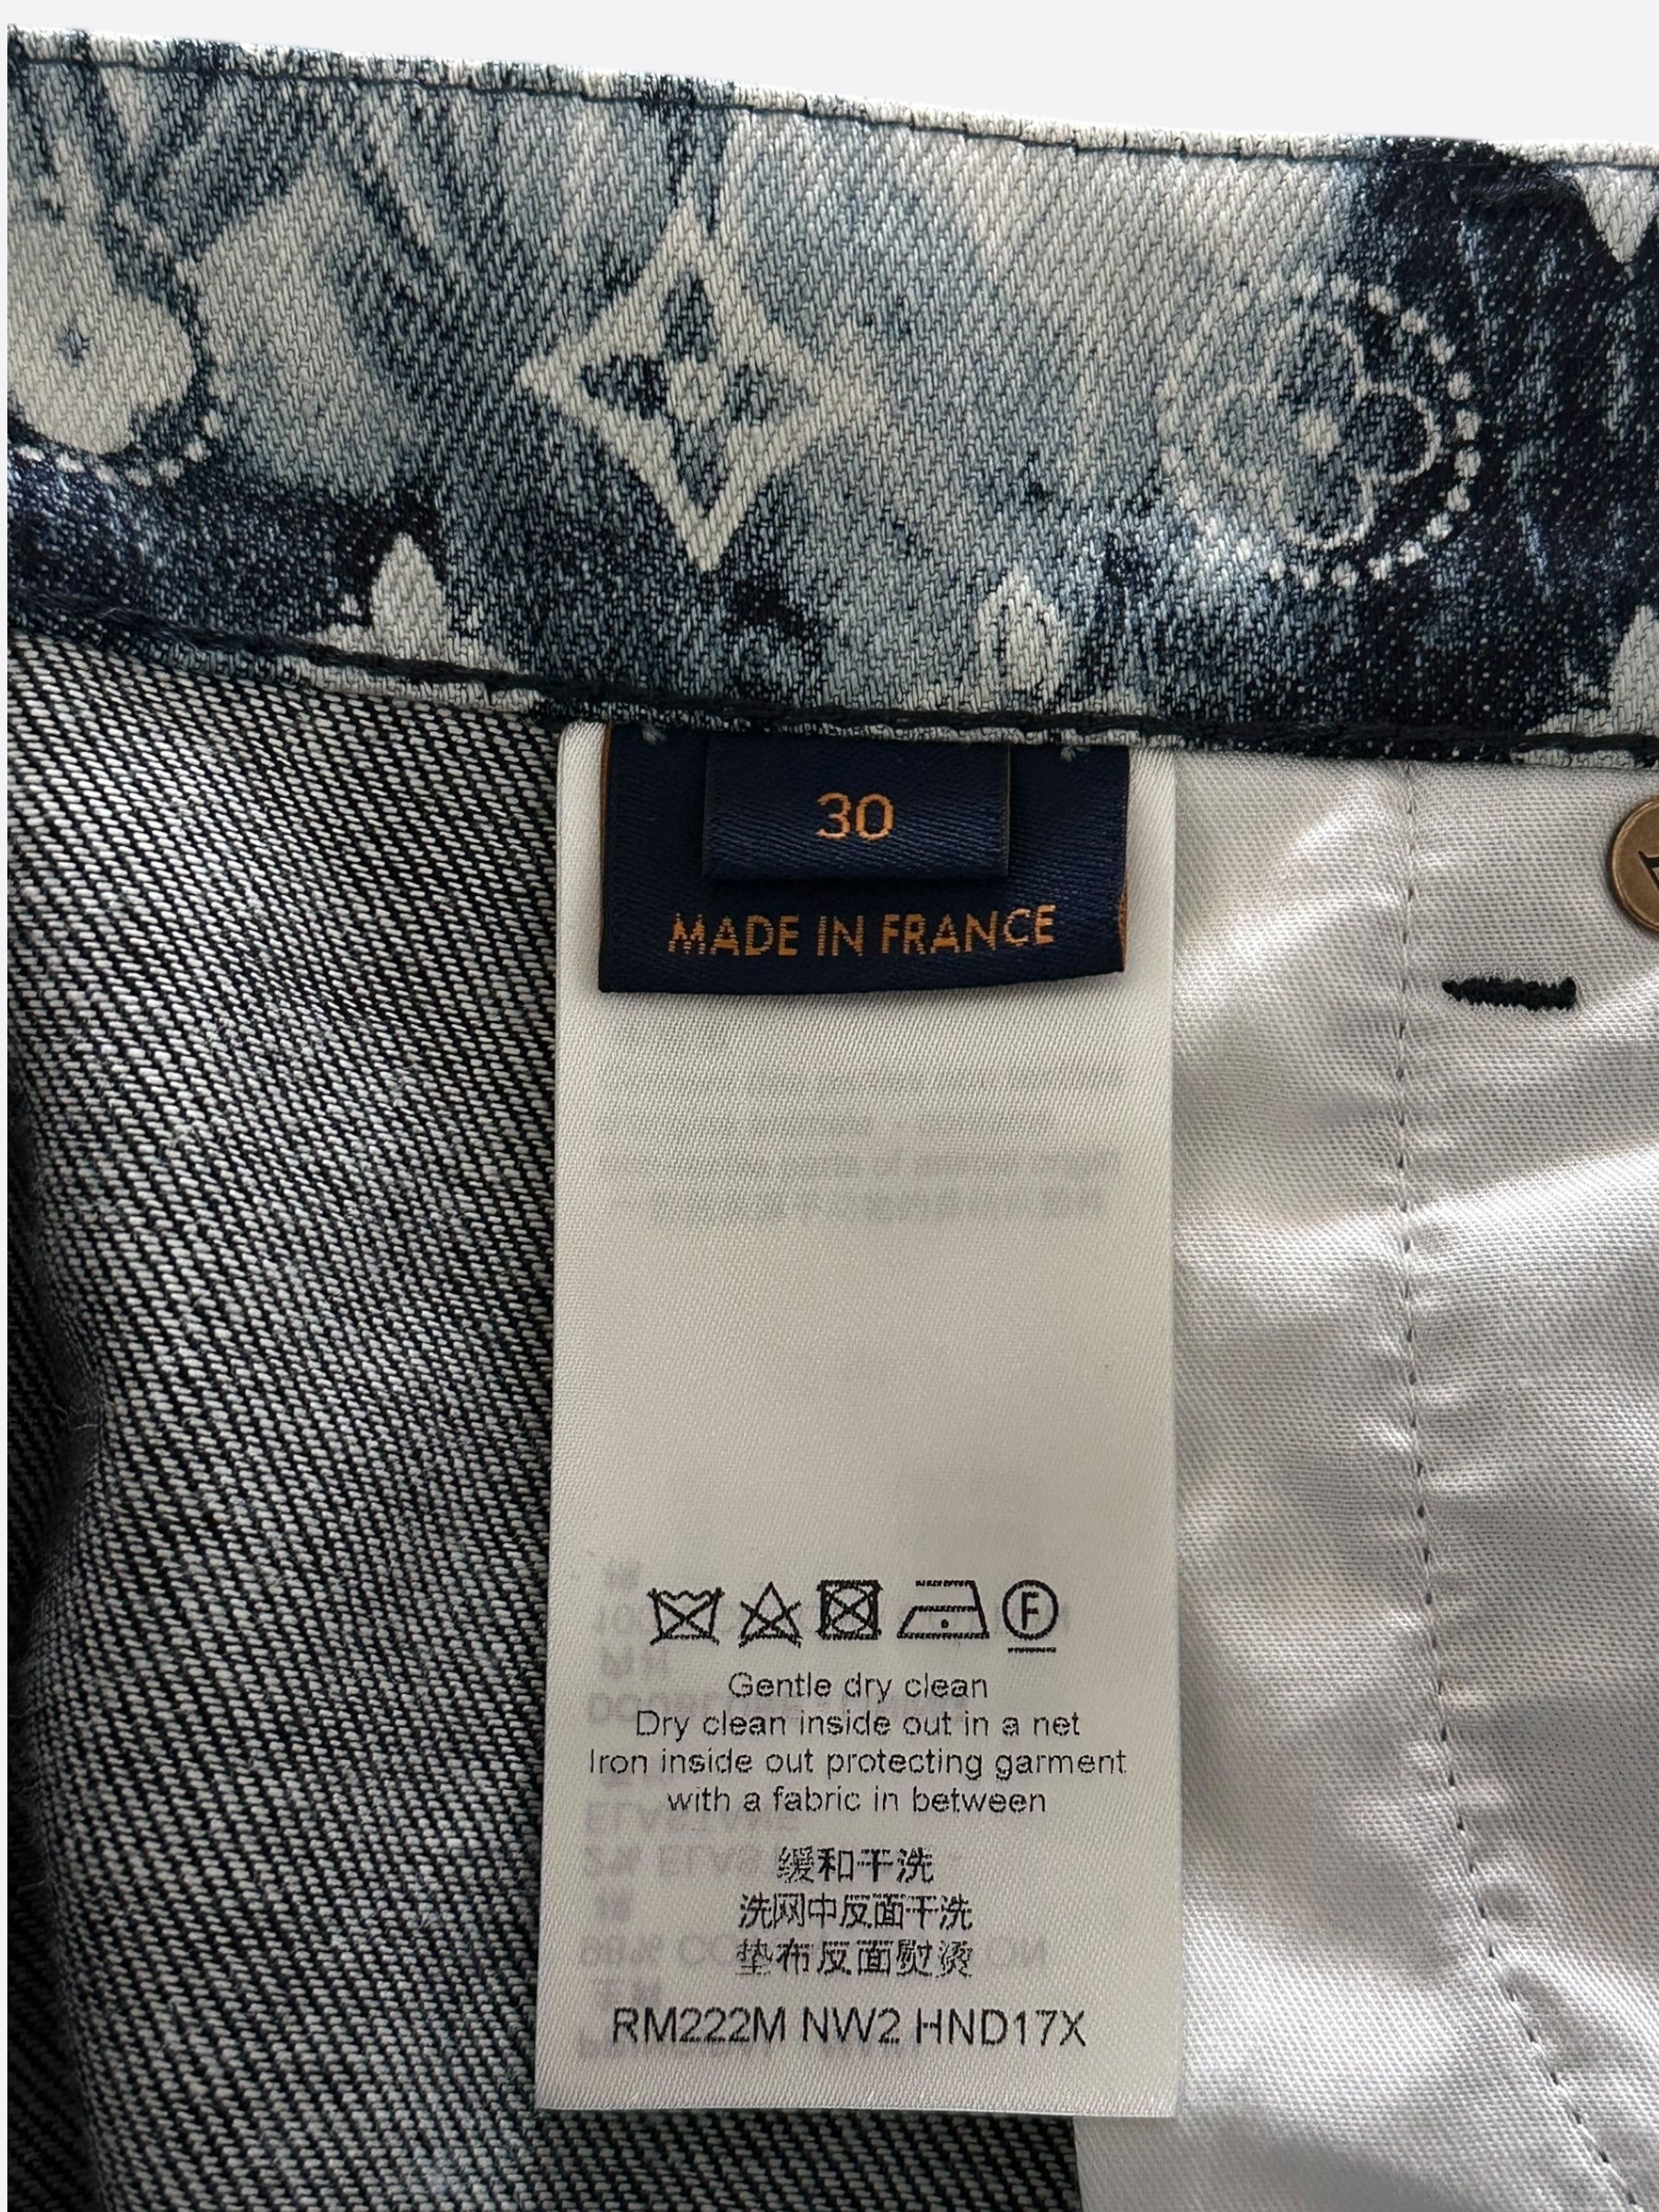 30
MADE IN FRANCE
F
Gentle dry clean
Dry clean inside out in a net
Iron inside out protecting garment
with a fabric in between
缓和干洗
洗网中反面干洗
垫布反面熨烫
RM222M NW2 HND17X